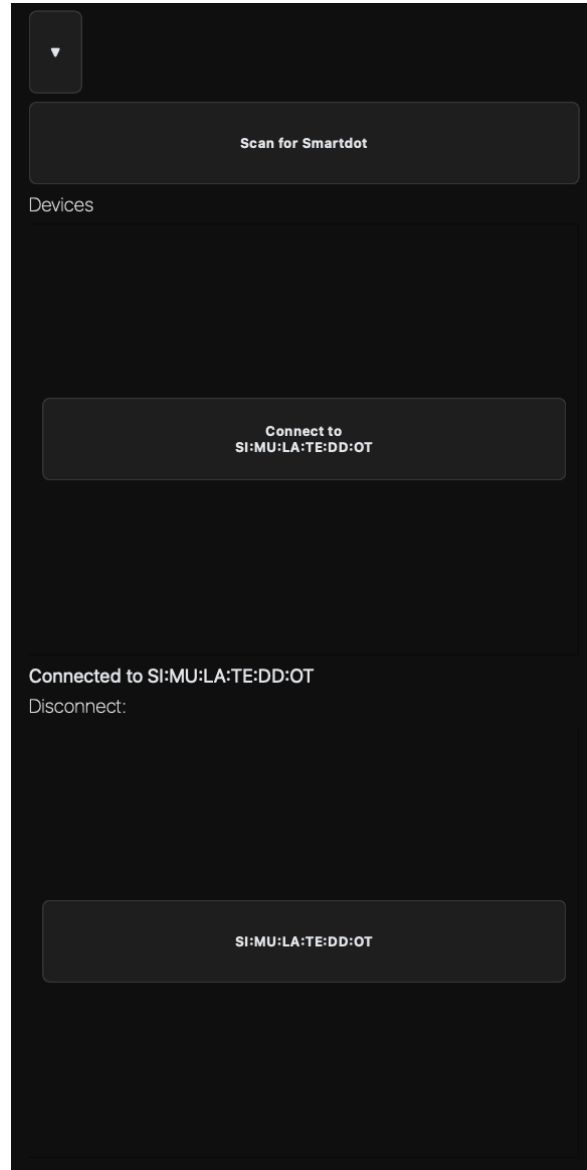 ▼
Scan for Smartdot
Devices
Connect to
SI:MU:LA:TE:DD:OT
Connected to SI:MU:LA:TE:DD:OT
Disconnect:
SI:MU:LA:TE:DD:OT